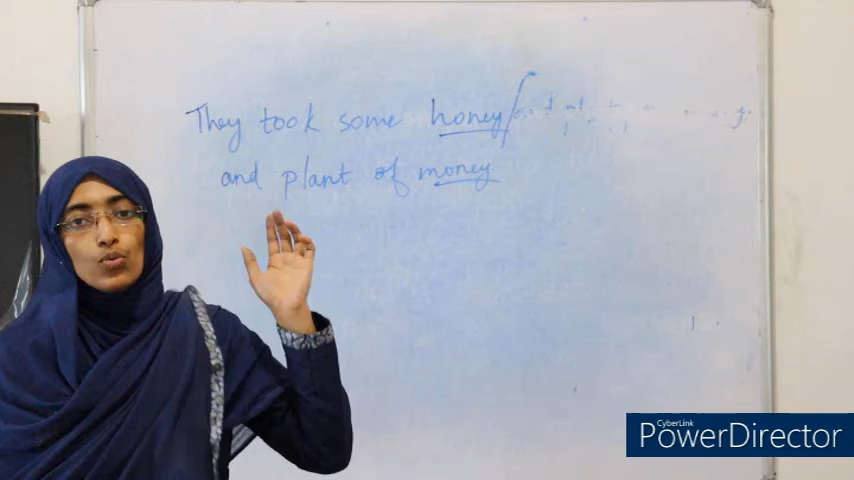 They took some honey/
and plant of money
CyberLink
PowerDirector